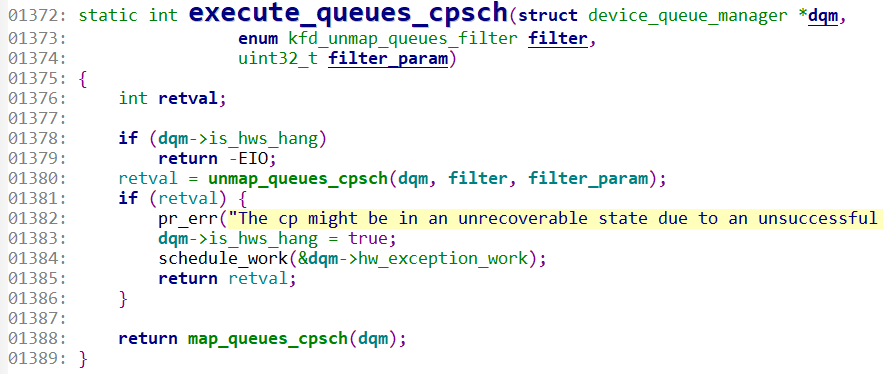 01372: static int execute_queues_cpsch(struct device_queue_manager *dqm,
01373:                 enum kfd_unmap_queues_filter filter,
01374:                 uint32_t filter_param)
01375: {
01376:     int retval;
01377:
01378:     if (dqm->is_hws_hang)
01379:         return -EIO;
01380:     retval = unmap_queues_cpsch(dqm, filter, filter_param);
01381:     if (retval) {
01382:         pr_err("The cp might be in an unrecoverable state due to an unsuccessful
01383:         dqm->is_hws_hang = true;
01384:         schedule_work(&dqm->hw_exception_work);
01385:         return retval;
01386:     }
01387:
01388:     return map_queues_cpsch(dqm);
01389: }